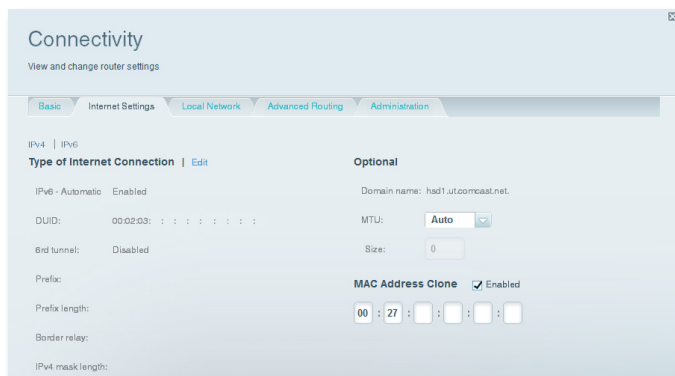 Connectivity
View and change router settings
Basic Internet Settings Local Network Advanced Routing Administration
IPv4 | IPv6
Type of Internet Connection | Edit
IPv6 - Automatic Enabled
DUID: 00:02:03: : : : : : : :
6rd tunnel: Disabled
Prefix:
Prefix length:
Border relay:
IPv4 mask length:
Optional
Domain name: hsd1.ut.comcast.net.
MTU: Auto
Size: 0
MAC Address Clone Enabled
00 : 27 : : : :